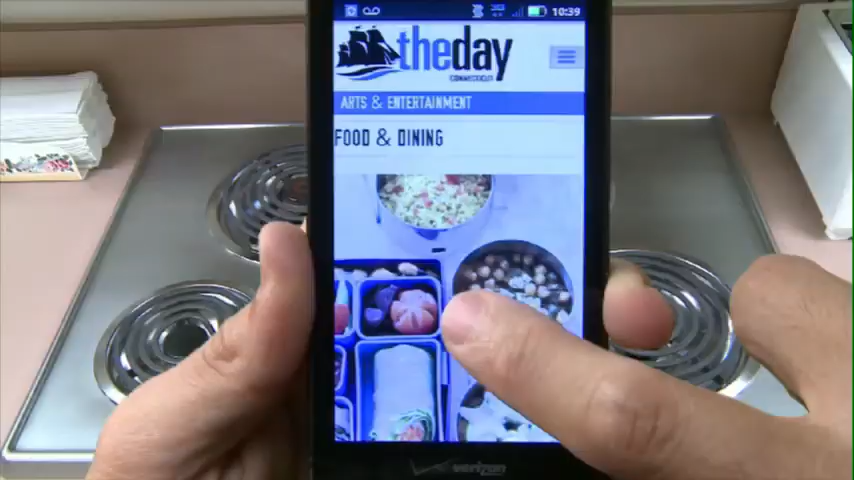 10:39
theday
CONNECTICUT
ARTS & ENTERTAINMENT
FOOD & DINING
verizon